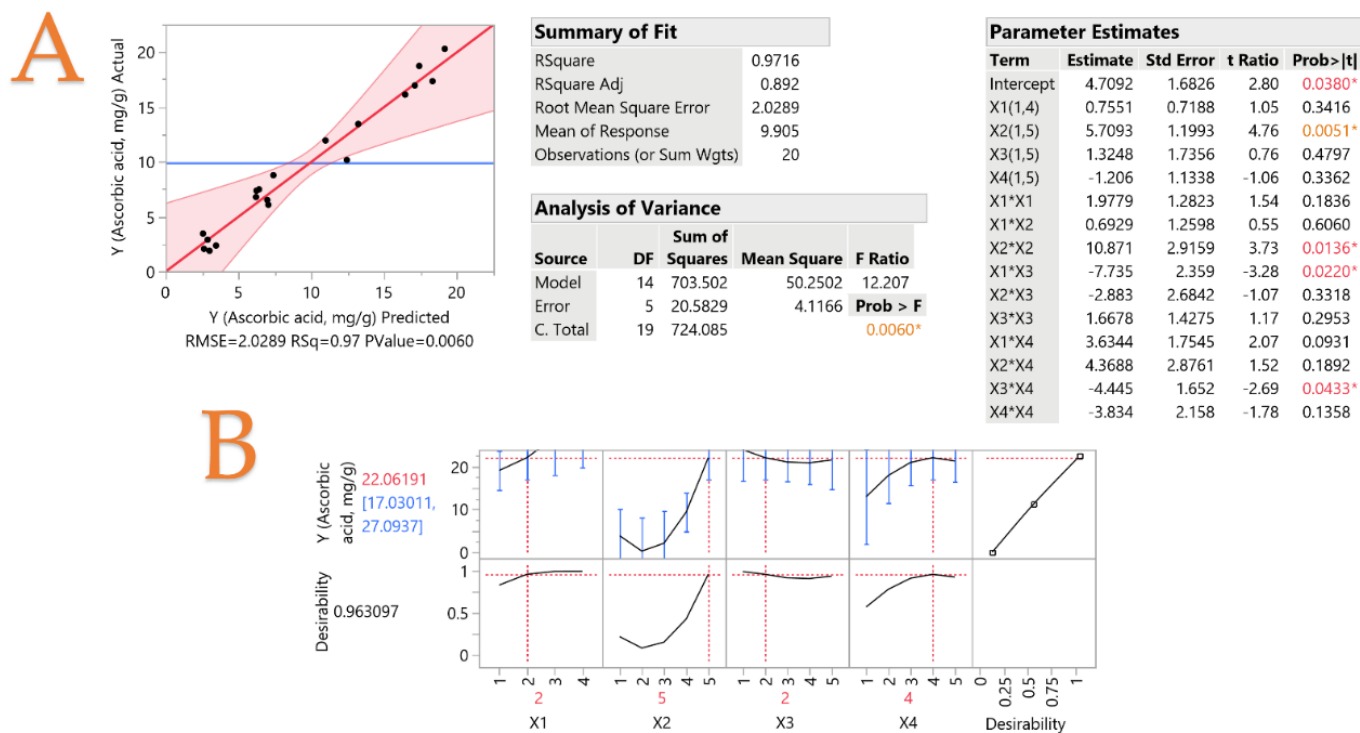 A
Y (Ascorbic acid, mg/g) Actual
20
15
10
5
0
0 5 10 15 20
Y (Ascorbic acid, mg/g) Predicted
RMSE=2.0289 RSq=0.97 PValue=0.0060
Summary of Fit
RSquare 0.9716
RSquare Adj 0.892
Root Mean Square Error 2.0289
Mean of Response 9.905
Observations (or Sum Wgts) 20
Analysis of Variance
Sum of
Source DF Squares Mean Square F Ratio
Model 14 703.502 50.2502 12.207
Error 5 20.5829 4.1166 Prob > F
C. Total 19 724.085 0.0060*
Parameter Estimates
Term Estimate Std Error t Ratio Prob>|t|
Intercept 4.7092 1.6826 2.80 0.0380*
X1(1,4) 0.7551 0.7188 1.05 0.3416
X2(1,5) 5.7093 1.1993 4.76 0.0051*
X3(1,5) 1.3248 1.7356 0.76 0.4797
X4(1,5) -1.206 1.1338 -1.06 0.3362
X1*X1 1.9779 1.2823 1.54 0.1836
X1*X2 0.6929 1.2598 0.55 0.6060
X2*X2 10.871 2.9159 3.73 0.0136*
X1*X3 -7.735 2.359 -3.28 0.0220*
X2*X3 -2.883 2.6842 -1.07 0.3318
X3*X3 1.6678 1.4275 1.17 0.2953
X1*X4 3.6344 1.7545 2.07 0.0931
X2*X4 4.3688 2.8761 1.52 0.1892
X3*X4 -4.445 1.652 -2.69 0.0433*
X4*X4 -3.834 2.158 -1.78 0.1358
B
Y (Ascorbic
acid, mg/g)
22.06191
[17.03011,
27.0937]
20
10
0
Desirability
0.963097
1
0.5
0
1 2 3 4 1 2 3 4 5 1 2 3 4 5 1 2 3 4 5 0 0.25 0.5 0.75 1
2 5 2 4
X1 X2 X3 X4 Desirability